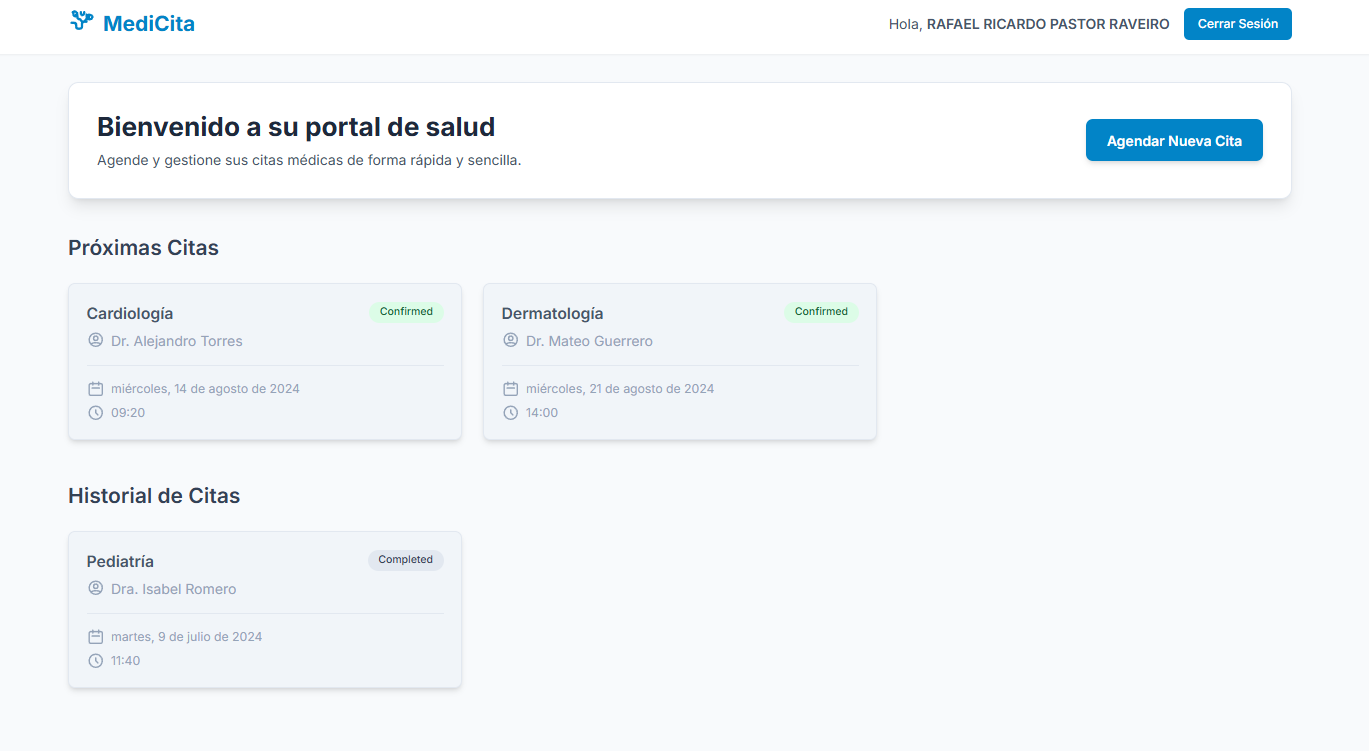 MediCita
Hola, RAFAEL RICARDO PASTOR RAVEIRO
Cerrar Sesión
Bienvenido a su portal de salud
Agende y gestione sus citas médicas de forma rápida y sencilla.
Agendar Nueva Cita
Próximas Citas
Cardiología
Confirmed
Dr. Alejandro Torres
miércoles, 14 de agosto de 2024
09:20
Dermatología
Confirmed
Dr. Mateo Guerrero
miércoles, 21 de agosto de 2024
14:00
Historial de Citas
Pediatría
Completed
Dra. Isabel Romero
martes, 9 de julio de 2024
11:40